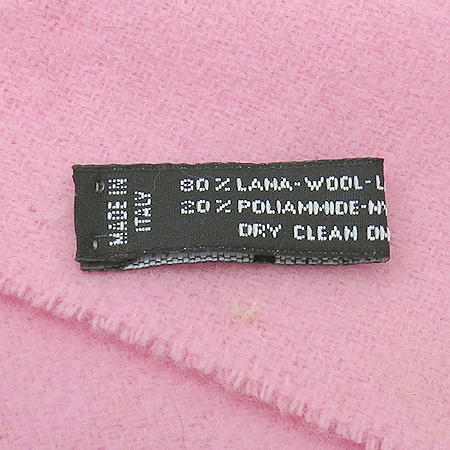 MADE IN
ITALY
80% LANA-WOOL-L
20% POLIAMMIDE-NY
DRY CLEAN ON